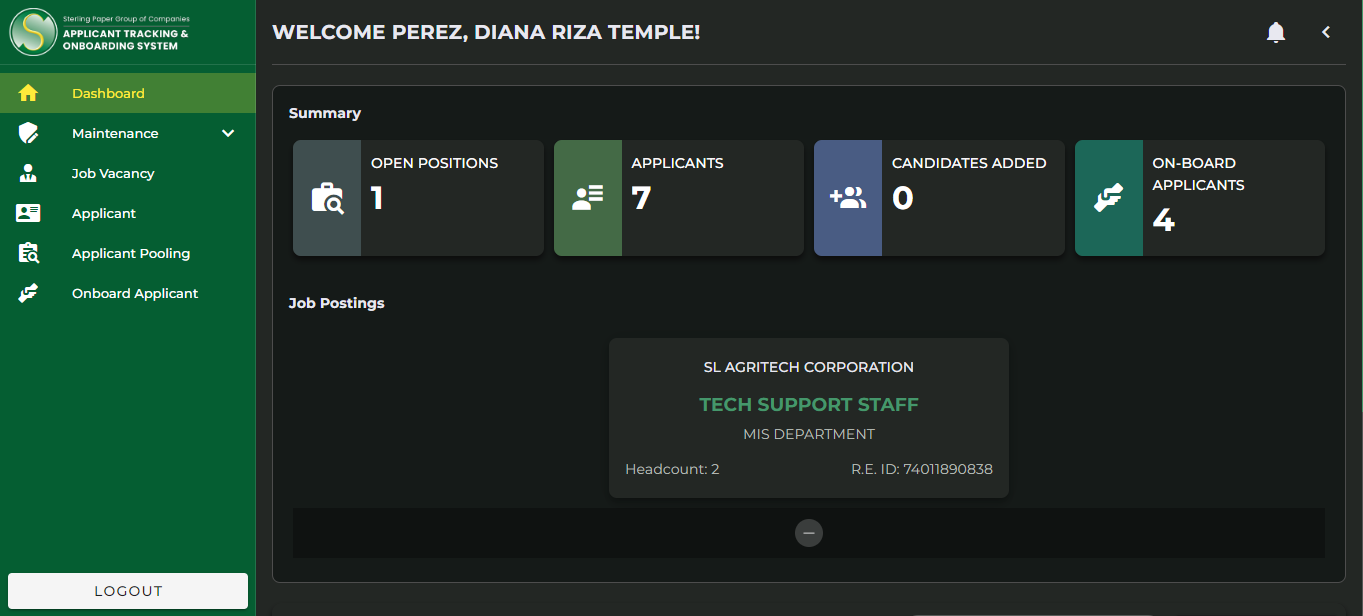 Sterling Paper Group of Companies
APPLICANT TRACKING &
ONBOARDING SYSTEM
Dashboard
Maintenance
Job Vacancy
Applicant
Applicant Pooling
Onboard Applicant
LOGOUT
WELCOME PEREZ, DIANA RIZA TEMPLE!
Summary
OPEN POSITIONS
1
APPLICANTS
7
CANDIDATES ADDED
0
ON-BOARD
APPLICANTS
4
Job Postings
SL AGRITECH CORPORATION
TECH SUPPORT STAFF
MIS DEPARTMENT
Headcount: 2 R.E. ID: 74011890838